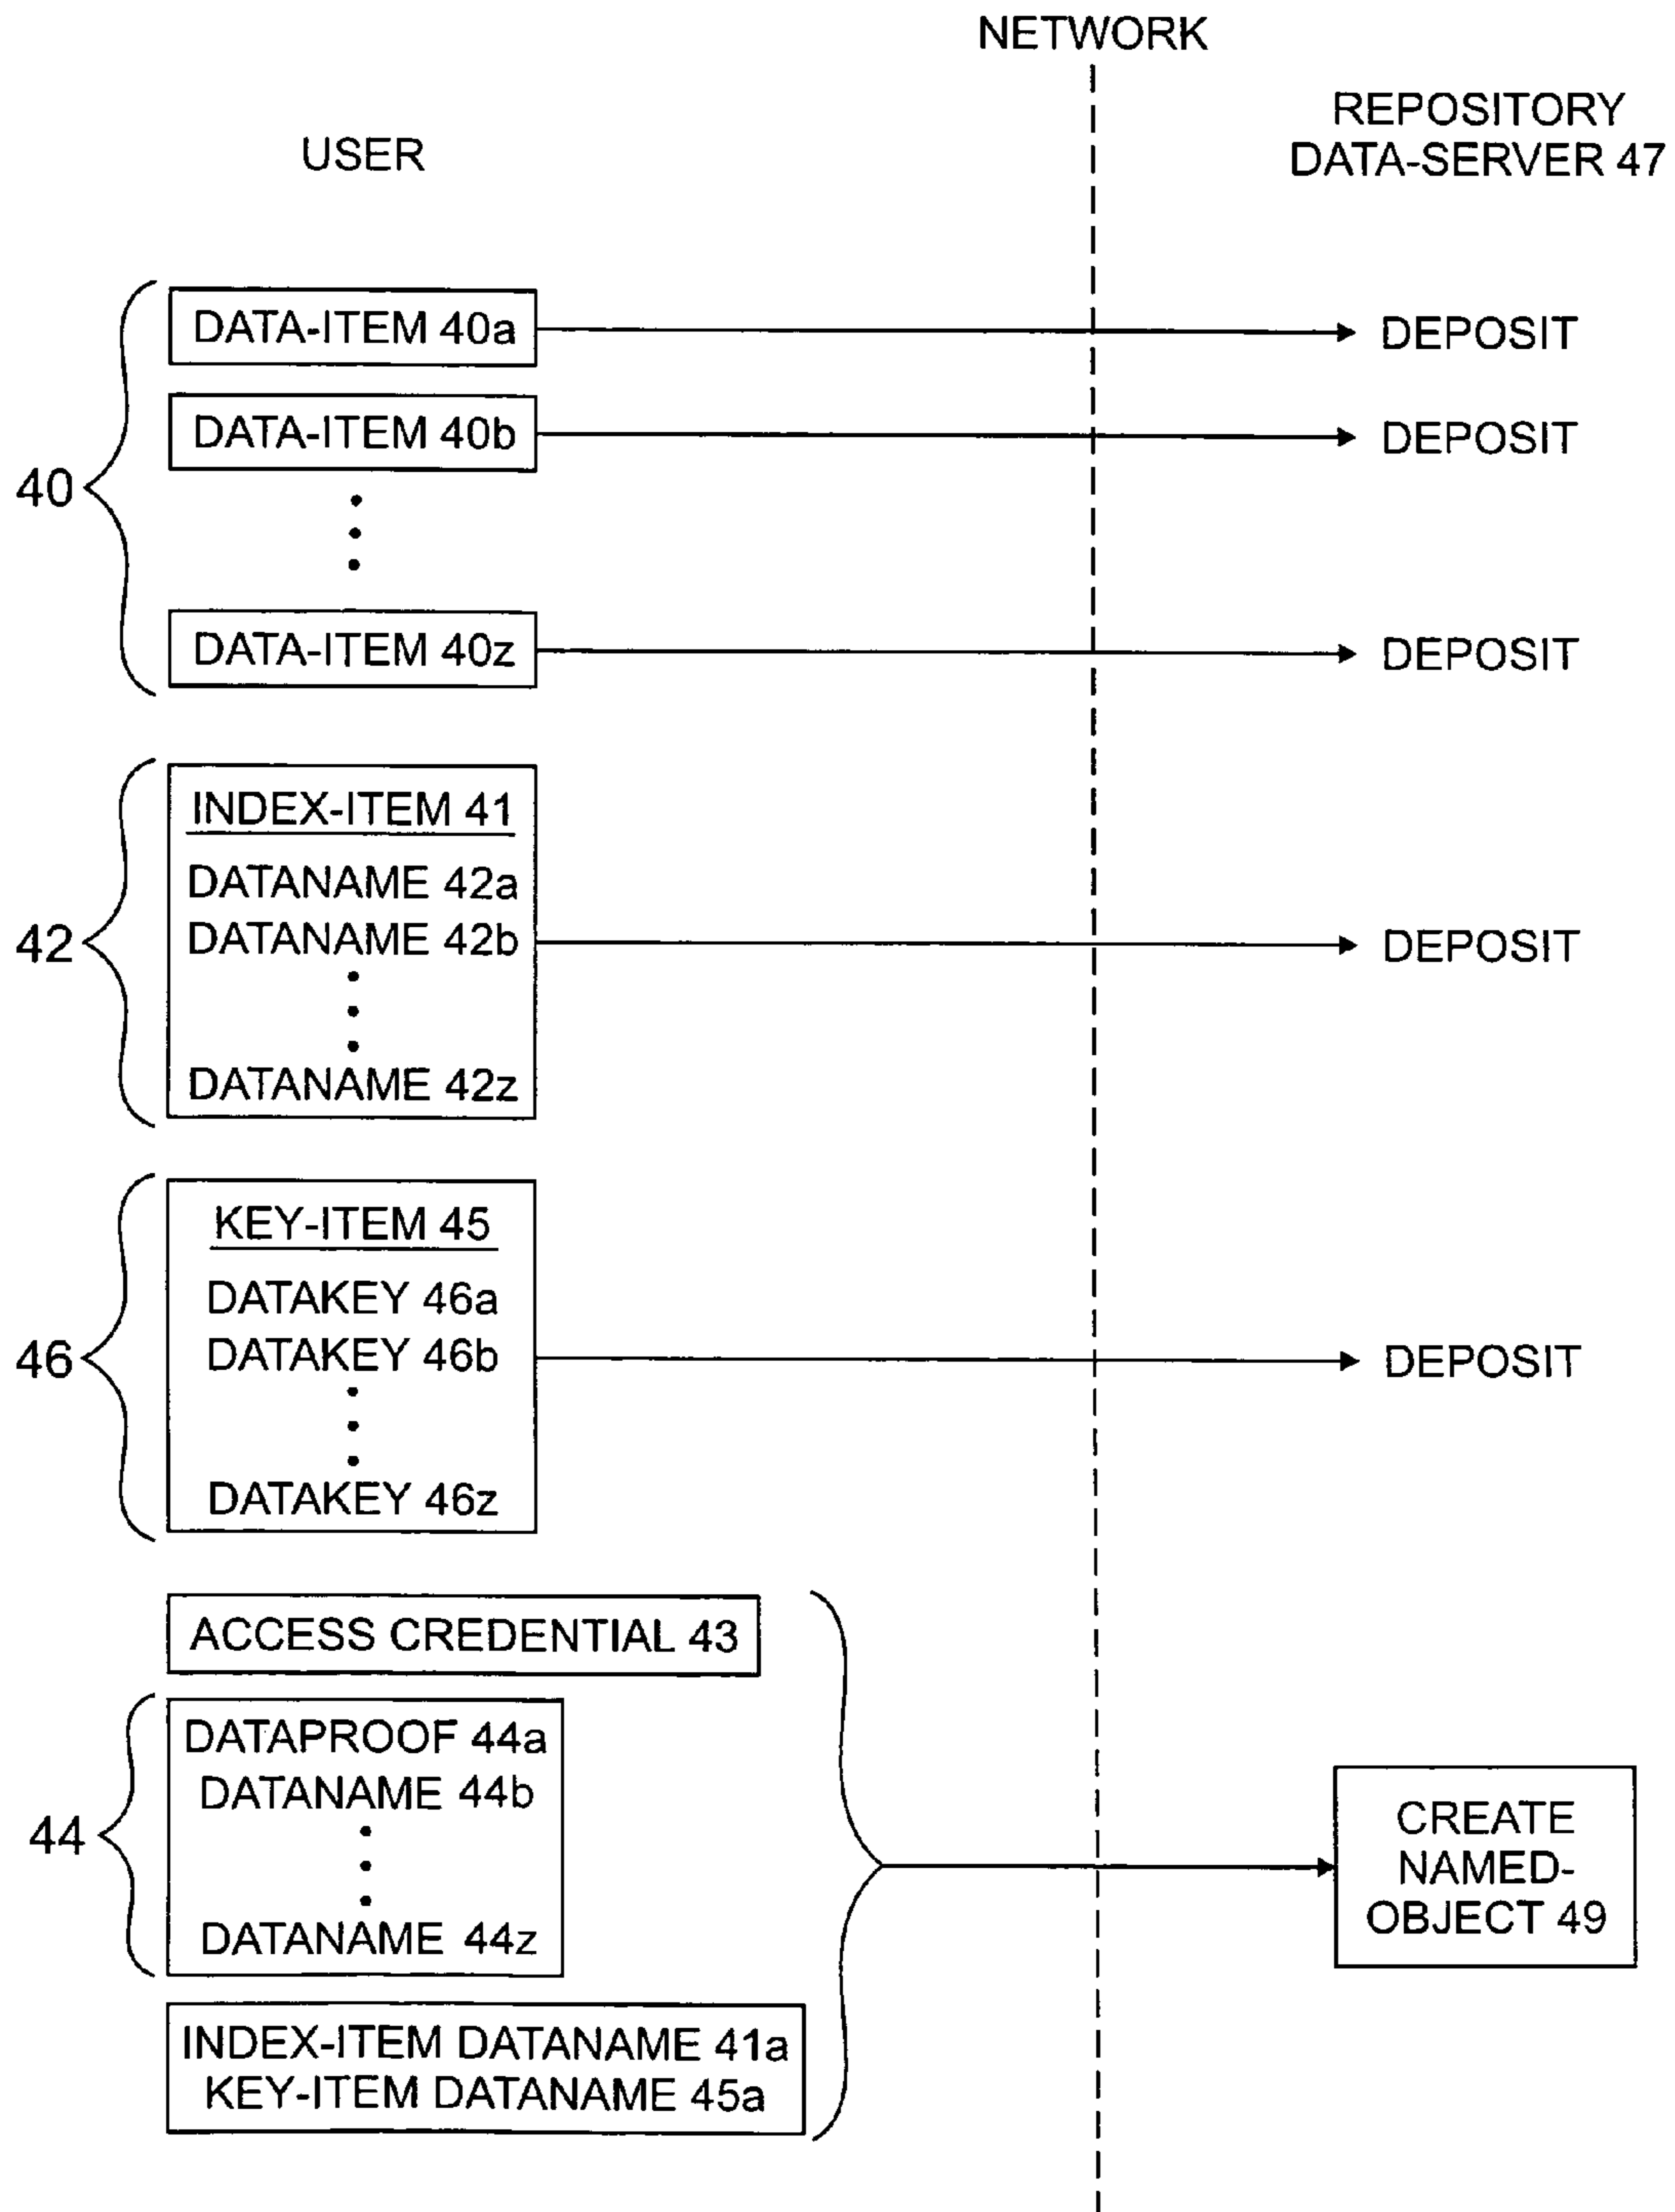 NETWORK
REPOSITORY
DATA-SERVER 47
USER
DATA-ITEM 40a
DEPOSIT
DATA-ITEM 40b
DEPOSIT
40
DATA-ITEM 40z
DEPOSIT
INDEX-ITEM 41
DATANAME 42a
42
DATANAME 42b
DEPOSIT
DATANAME 42z
KEY-ITEM 45
DATAKEY 46a
46
DATAKEY 46b
DEPOSIT
DATAKEY 46z
ACCESS CREDENTIAL 43
DATAPROOF 44a
DATANAME 44b
44
DATANAME 44z
CREATE
NAMED-
OBJECT 49
INDEX-ITEM DATANAME 41a
KEY-ITEM DATANAME 45a